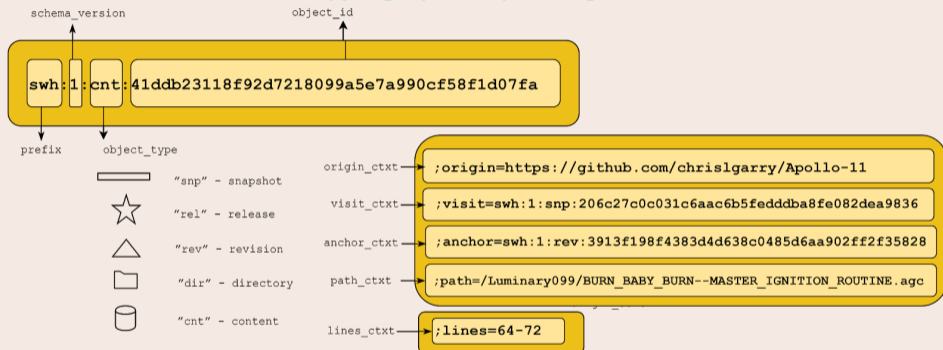 schema_version
object_id
swh:1:cnt:41ddb23118f92d7218099a5e7a990cf58f1d07fa
prefix
object_type
"snp" - snapshot
"rel" - release
"rev" - revision
"dir" - directory
"cnt" - content
origin_ctxt
;origin=https://github.com/chrislgarry/Apollo-11
visit_ctxt
;visit=swh:1:snp:206c27c0c031c6aac6b5fedddba8fe082dea9836
anchor_ctxt
;anchor=swh:1:rev:3913f198f4383d4d638c0485d6aa902ff2f35828
path_ctxt
;path=/Luminary099/BURN_BABY_BURN--MASTER_IGNITION_ROUTINE.agc
lines_ctxt
;lines=64-72